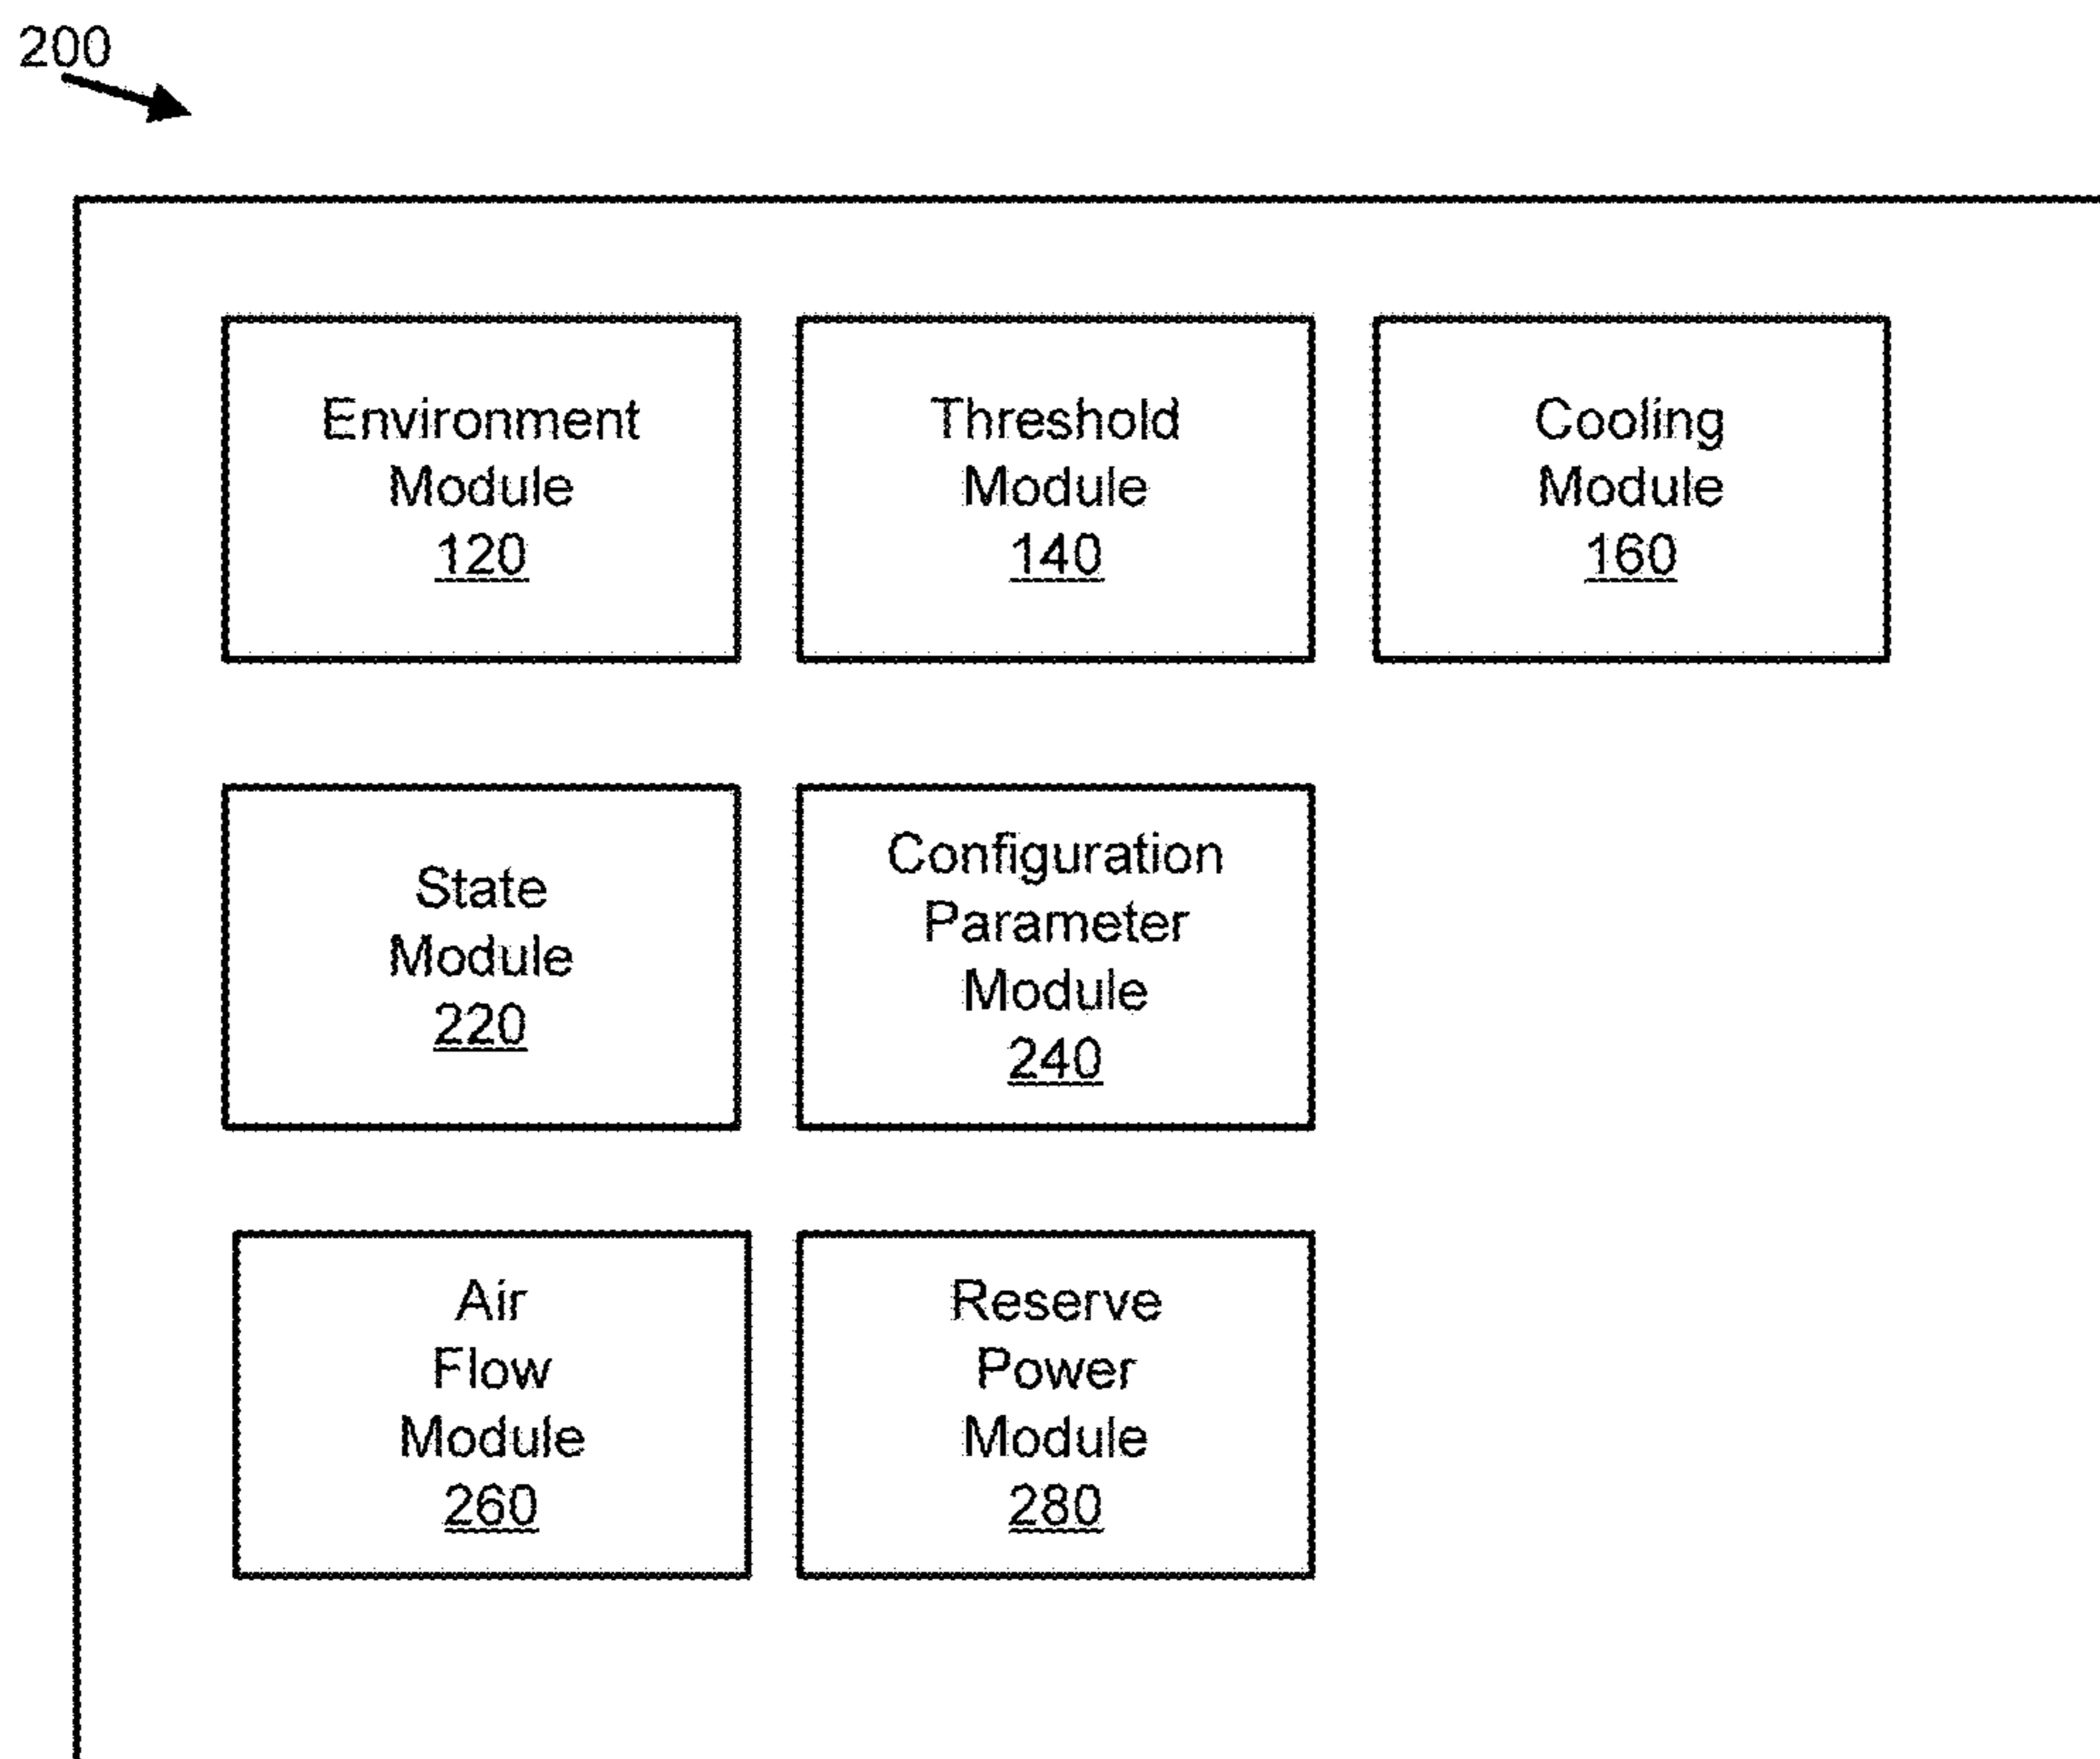 200
Environment
Module
120
Threshold
Module
140
Cooling
Module
160
State
Module
220
Configuration
Parameter
Module
240
Air
Flow
Module
260
Reserve
Power
Module
280